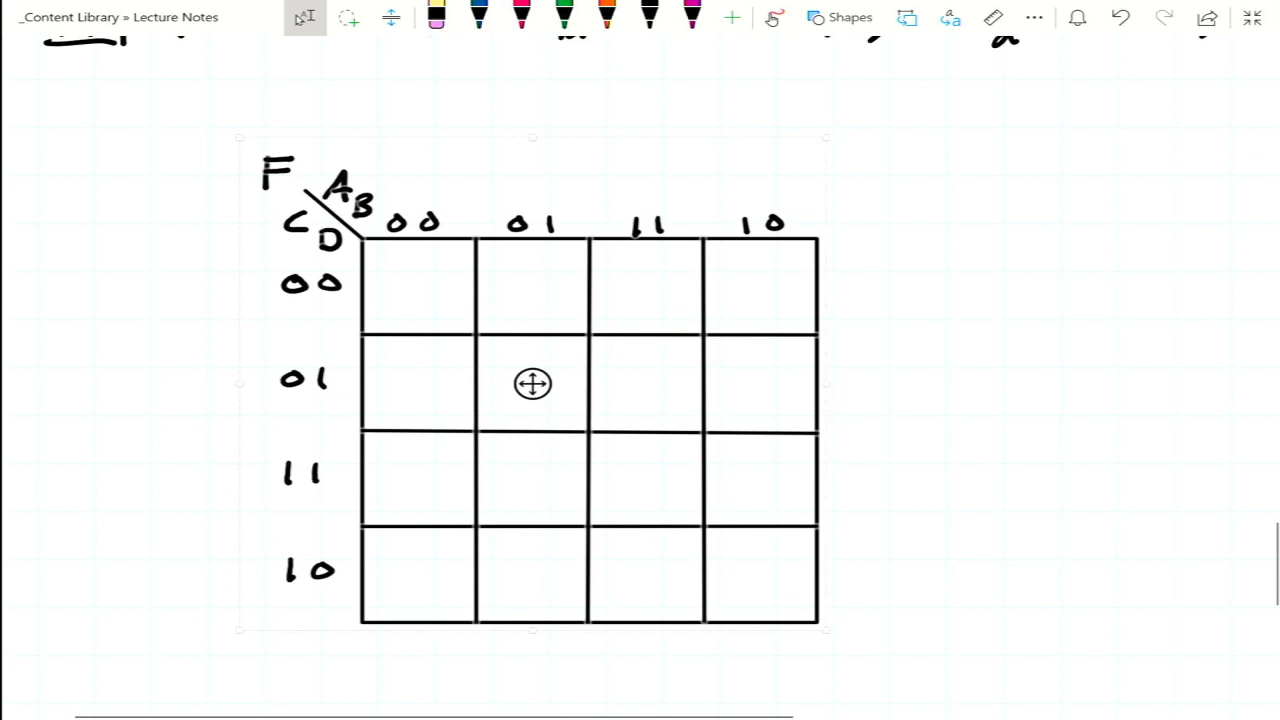 _Content Library » Lecture Notes
Shapes
F AB
CD 00 01 11 10
00
01
11
10